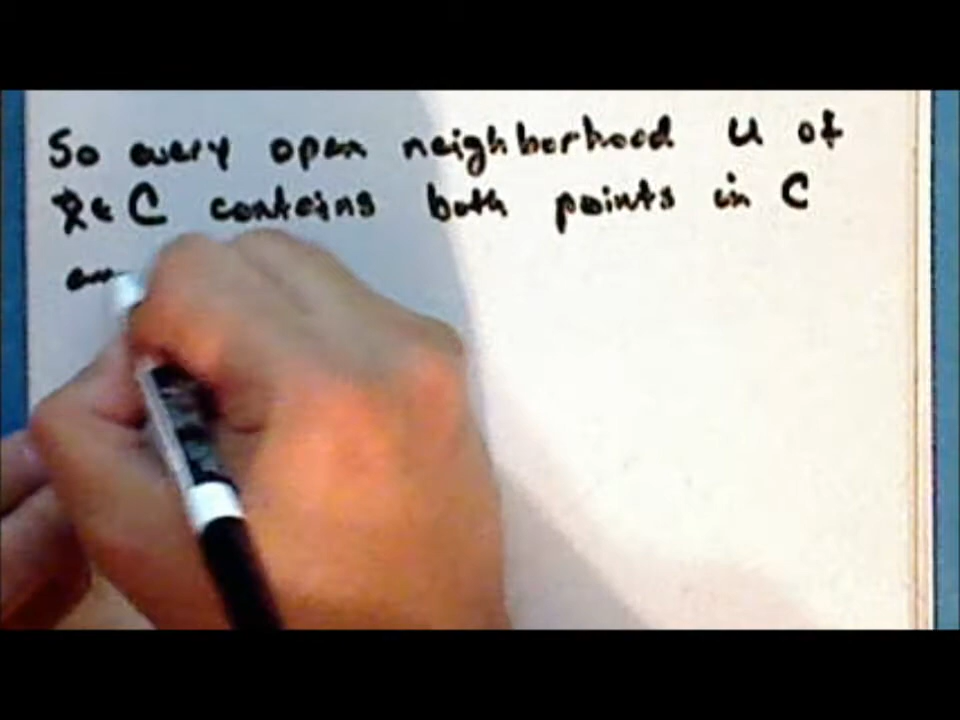 So every open neighborhood U of
x ∈ C contains both points in C